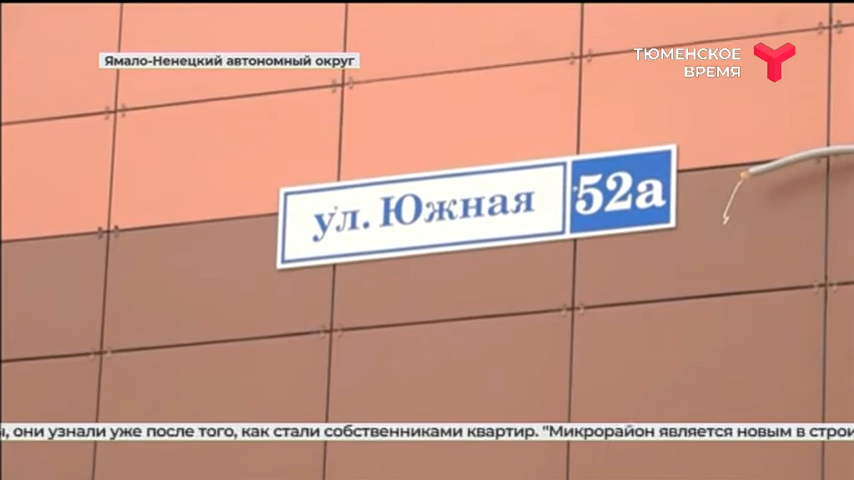 Ямало-Ненецкий автономный округ
ТЮМЕНСКОЕ
ВРЕМЯ
ул. Южная 52а
они узнали уже после того, как стали собственниками квартир. "Микрорайон является новым в